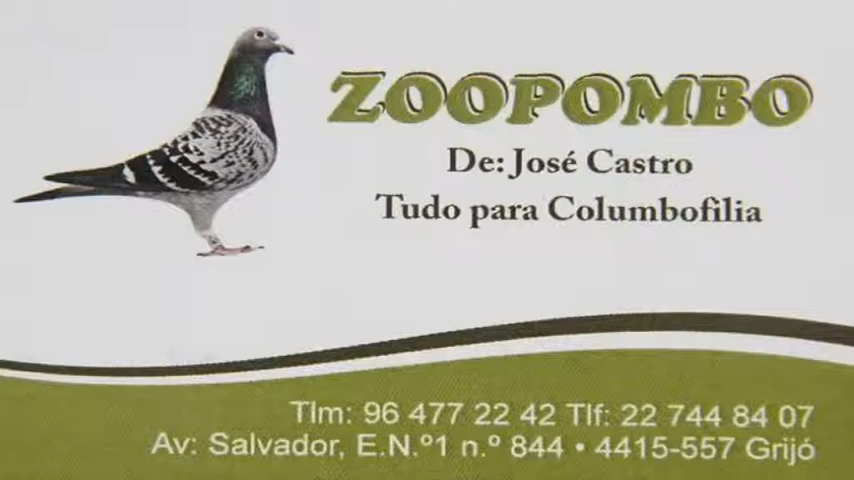 ZOOPOMBO
De: José Castro
Tudo para Columbofilia
Tlm: 96 477 22 42 Tlf: 22 744 84 07
Av: Salvador, E.N.º1 n.º 844 • 4415-557 Grijó